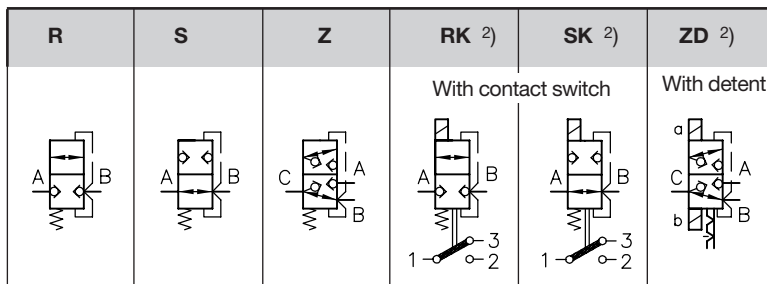 R S Z RK 2) SK 2) ZD 2)
With contact switch With detent
a
A B A B C A B A B A B C A B
b
3 3
1 2 1 2